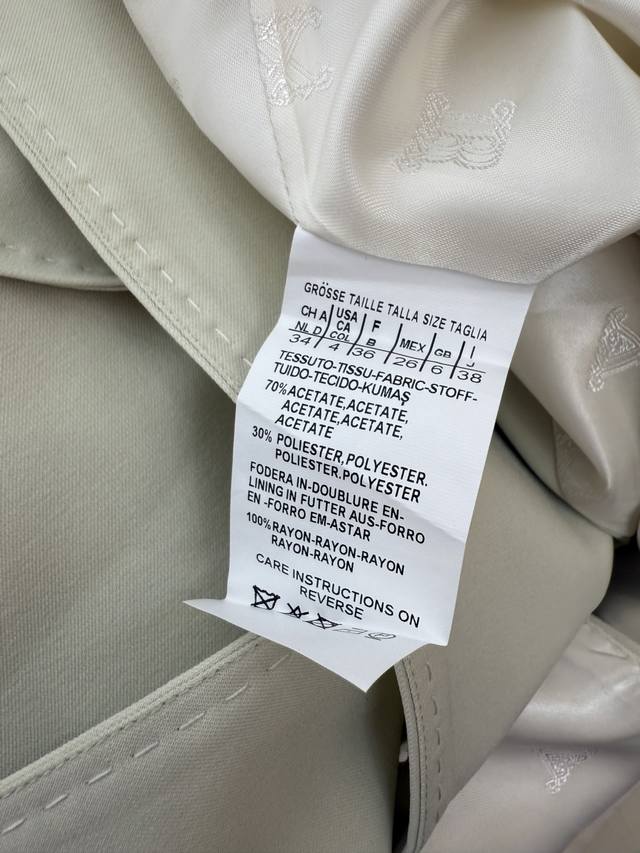 GRÖSSE TAILLE TALLA SIZE TAGLIA
CH A USA CA F MEX GB I
NL D COL B J
34 4 36 26 6 38
TESSUTO-TISSU-FABRIC-STOFF-
TUIDO-TECIDO-KUMAŞ
70%ACETATE,ACETATE,
ACETATE,ACETATE,
ACETATE
30% POLIESTER,POLYESTER.
POLIESTER,POLYESTER
FODERA IN-DOUBLURE EN-
LINING IN FUTTER AUS-FORRO
EN -FORRO EM-ASTAR
100%RAYON-RAYON-RAYON
RAYON-RAYON
CARE INSTRUCTIONS ON
REVERSE